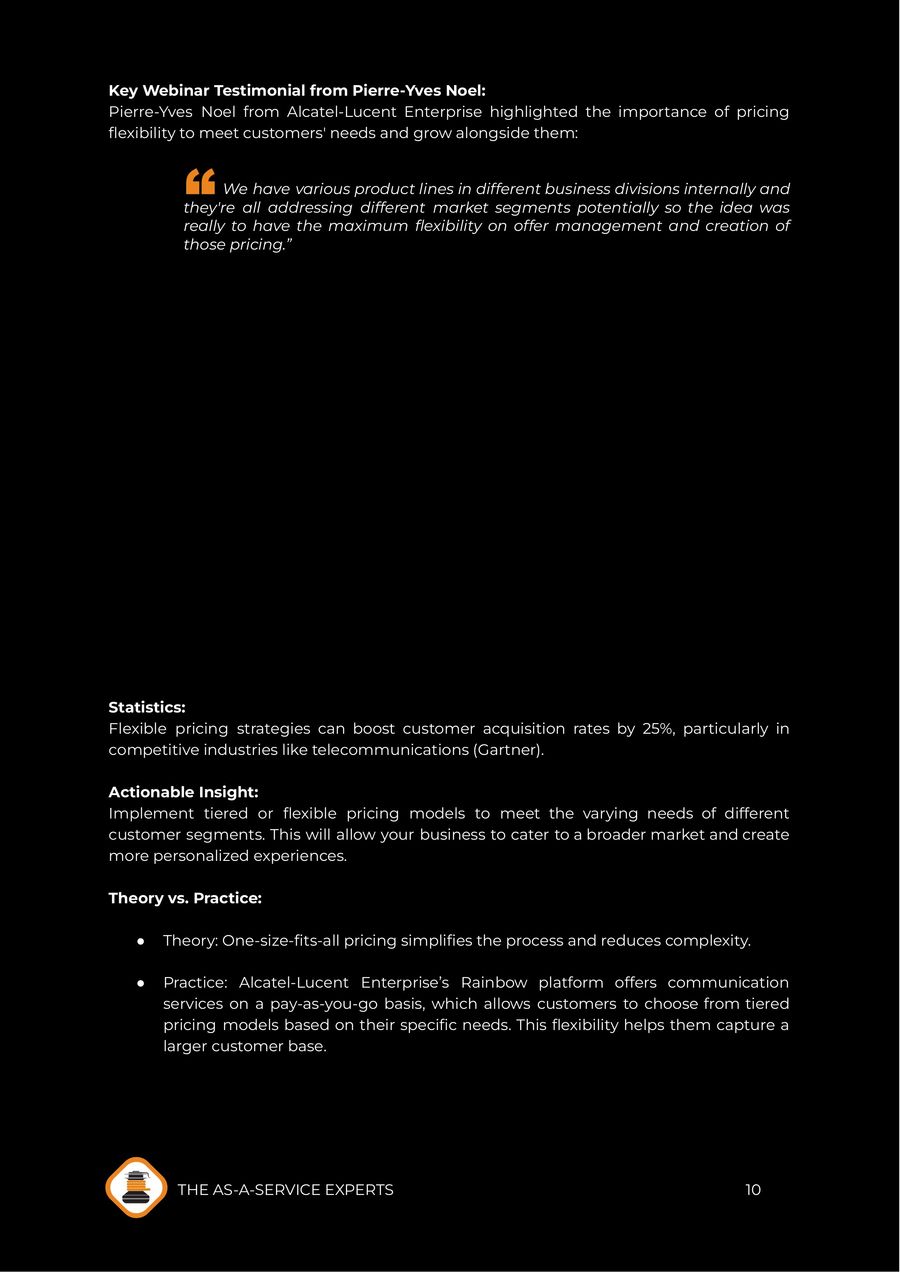 Key Webinar Testimonial from Pierre-Yves Noel:
Pierre-Yves Noel from Alcatel-Lucent Enterprise highlighted the importance of pricing
flexibility to meet customers' needs and grow alongside them:
“ We have various product lines in different business divisions internally and
they're all addressing different market segments potentially so the idea was
really to have the maximum flexibility on offer management and creation of
those pricing.”
Statistics:
Flexible pricing strategies can boost customer acquisition rates by 25%, particularly in
competitive industries like telecommunications (Gartner).
Actionable Insight:
Implement tiered or flexible pricing models to meet the varying needs of different
customer segments. This will allow your business to cater to a broader market and create
more personalized experiences.
Theory vs. Practice:
● Theory: One-size-fits-all pricing simplifies the process and reduces complexity.
● Practice: Alcatel-Lucent Enterprise’s Rainbow platform offers communication
services on a pay-as-you-go basis, which allows customers to choose from tiered
pricing models based on their specific needs. This flexibility helps them capture a
larger customer base.
THE AS-A-SERVICE EXPERTS 10